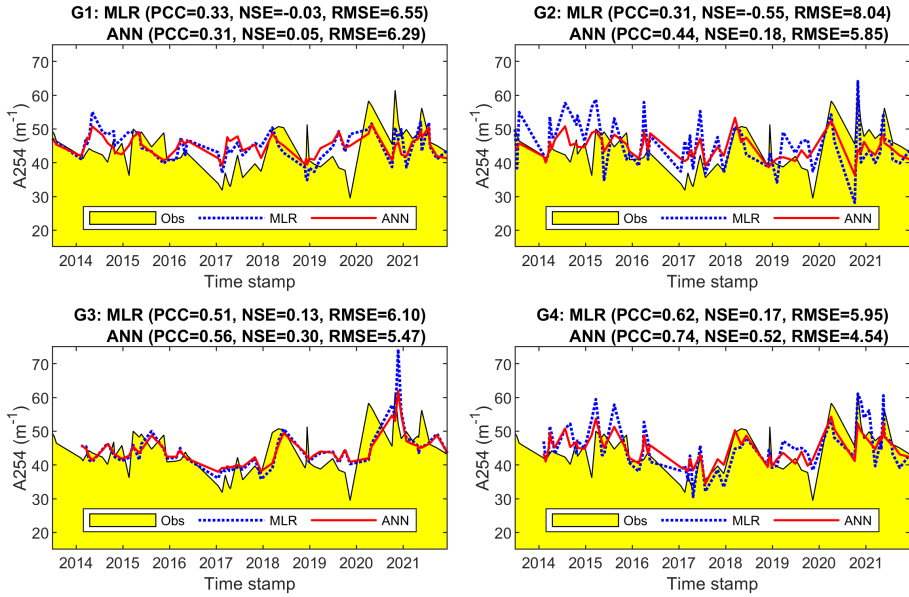 G1: MLR (PCC=0.33, NSE=-0.03, RMSE=6.55)
ANN (PCC=0.31, NSE=0.05, RMSE=6.29)
70
60
50
40
30
20
A254 (m⁻¹)
Obs MLR ANN
2014 2015 2016 2017 2018 2019 2020 2021
Time stamp
G2: MLR (PCC=0.31, NSE=-0.55, RMSE=8.04)
ANN (PCC=0.44, NSE=0.18, RMSE=5.85)
70
60
50
40
30
20
A254 (m⁻¹)
Obs MLR ANN
2014 2015 2016 2017 2018 2019 2020 2021
Time stamp
G3: MLR (PCC=0.51, NSE=0.13, RMSE=6.10)
ANN (PCC=0.56, NSE=0.30, RMSE=5.47)
70
60
50
40
30
20
A254 (m⁻¹)
Obs MLR ANN
2014 2015 2016 2017 2018 2019 2020 2021
Time stamp
G4: MLR (PCC=0.62, NSE=0.17, RMSE=5.95)
ANN (PCC=0.74, NSE=0.52, RMSE=4.54)
70
60
50
40
30
20
A254 (m⁻¹)
Obs MLR ANN
2014 2015 2016 2017 2018 2019 2020 2021
Time stamp